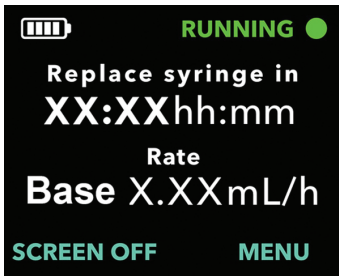 RUNNING
Replace syringe in
XX:XXhh:mm
Rate
Base X.XXmL/h
SCREEN OFF MENU